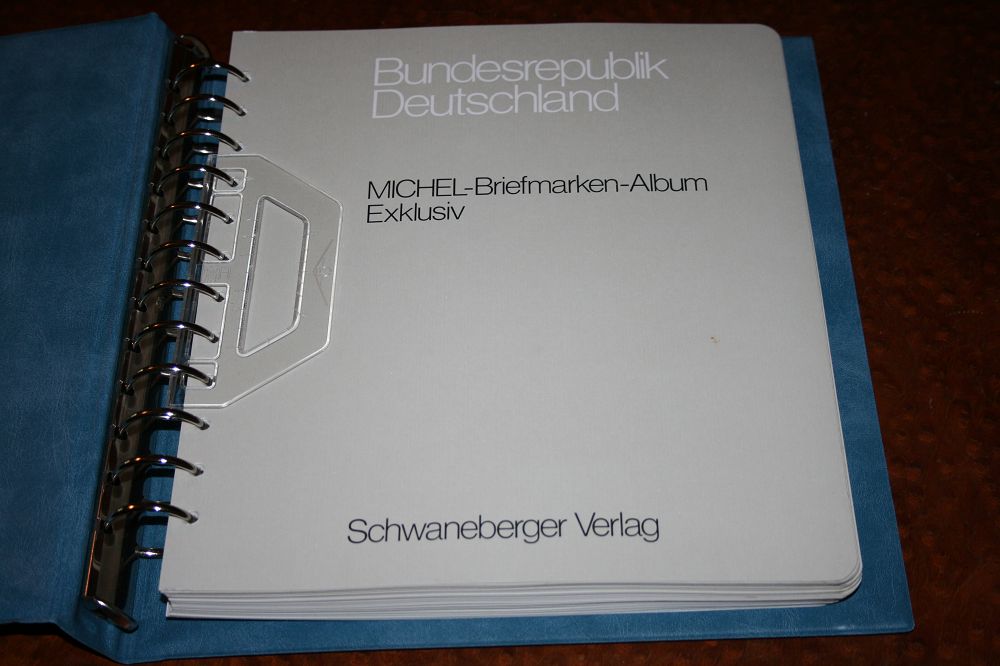 Bundesrepublik
Deutschland
MICHEL-Briefmarken-Album
Exklusiv
Schwaneberger Verlag